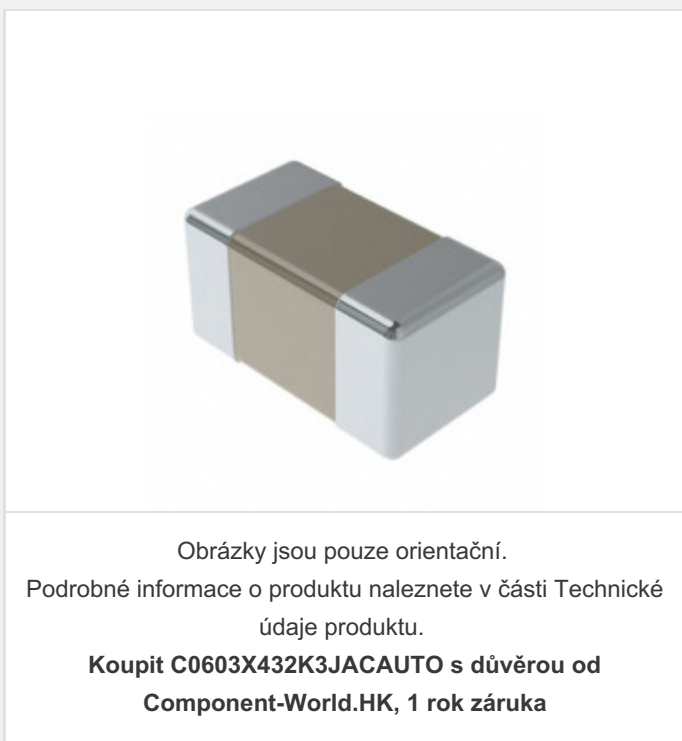 Obrázky jsou pouze orientační.
Podrobné informace o produktu naleznete v části Technické
údaje produktu.
Koupit C0603X432K3JACAUTO s důvěrou od
Component-World.HK, 1 rok záruka